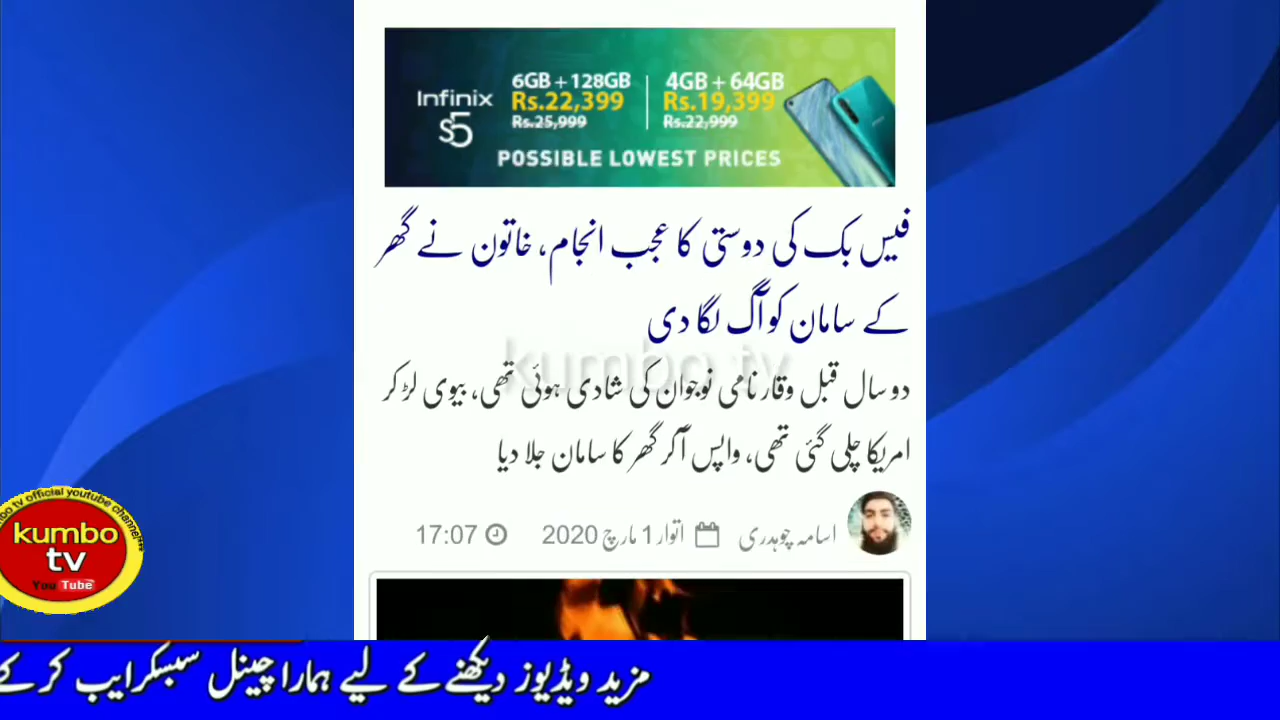 Infinix S5
6GB + 128GB
Rs.22,399
Rs.25,999
4GB + 64GB
Rs.19,399
Rs.22,999
POSSIBLE LOWEST PRICES
فیس بک کی دوستی کا عجب انجام، خاتون نے گھر
کے سامان کو آگ لگا دی
kumbo tv
دو سال قبل وقار نامی نوجوان کی شادی ہوئی تھی، بیوی لڑ کر
امریکا چلی گئی تھی، واپس آ کر گھر کا سامان جلا دیا
اسامہ چوہدری اتوار 1 مارچ 2020 17:07
kumbo tv official youtube channel
kumbo
tv
You Tube
مزید ویڈیوز دیکھنے کے لیے ہمارا چینل سبسکرایب کر کے